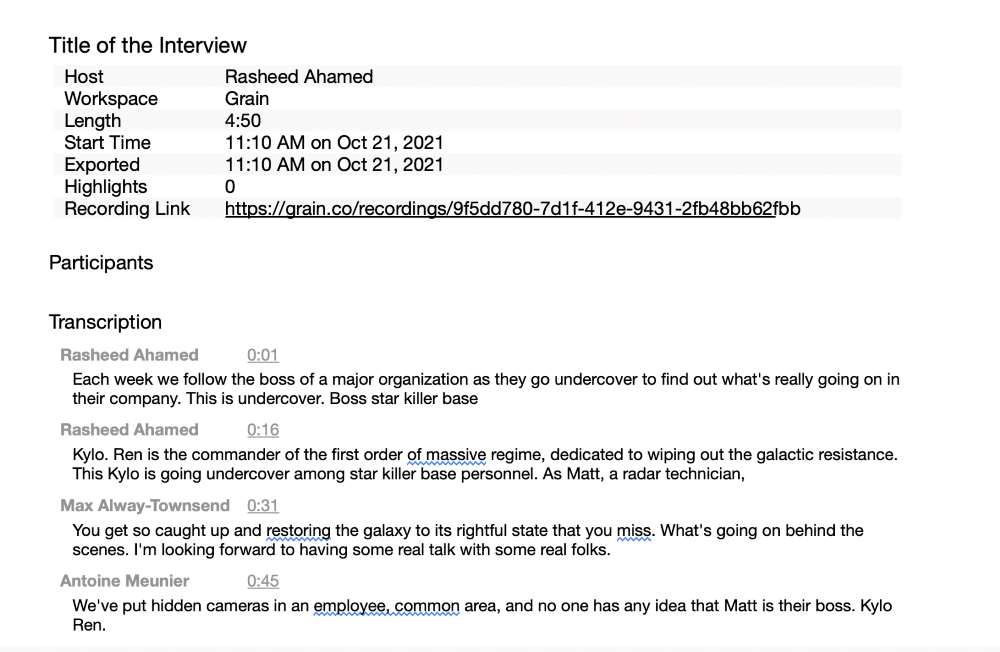 Title of the Interview
Host Rasheed Ahamed
Workspace Grain
Length 4:50
Start Time 11:10 AM on Oct 21, 2021
Exported 11:10 AM on Oct 21, 2021
Highlights 0
Recording Link https://grain.co/recordings/9f5dd780-7d1f-412e-9431-2fb48bb62fbb
Participants
Transcription
Rasheed Ahamed 0:01
Each week we follow the boss of a major organization as they go undercover to find out what's really going on in
their company. This is undercover. Boss star killer base
Rasheed Ahamed 0:16
Kylo. Ren is the commander of the first order of massive regime, dedicated to wiping out the galactic resistance.
This Kylo is going undercover among star killer base personnel. As Matt, a radar technician,
Max Alway-Townsend 0:31
You get so caught up and restoring the galaxy to its rightful state that you miss. What's going on behind the
scenes. I'm looking forward to having some real talk with some real folks.
Antoine Meunier 0:45
We've put hidden cameras in an employee, common area, and no one has any idea that Matt is their boss. Kylo
Ren.